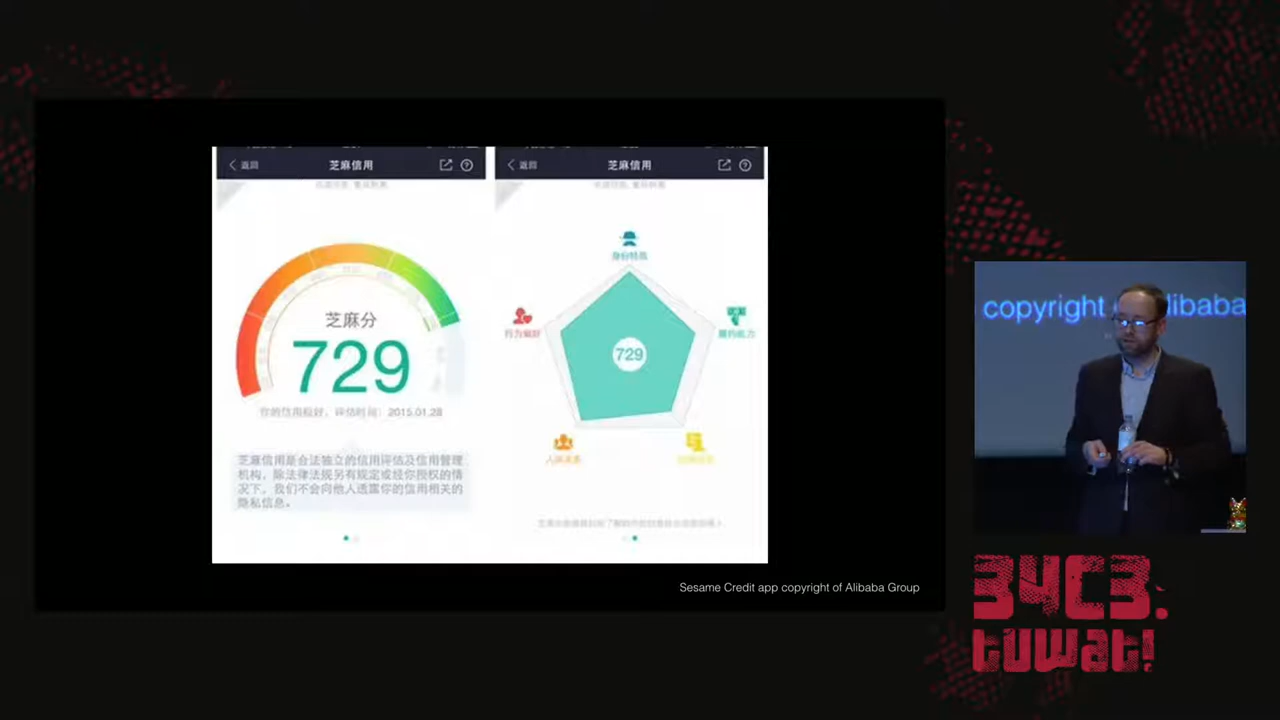 返回
芝麻信用
芝麻分
729
你的信用极好，评估时间：2015.01.28
芝麻信用是合法独立的信用评估及信用管理
机构，除法律法规另有规定或经你授权的情
况下，我们不会向他人透露你的信用相关的
隐私信息。
返回
芝麻信用
身份特质
行为偏好
履约能力
729
人脉关系
Sesame Credit app copyright of Alibaba Group
copyright libaba
34C3.
tuwat!